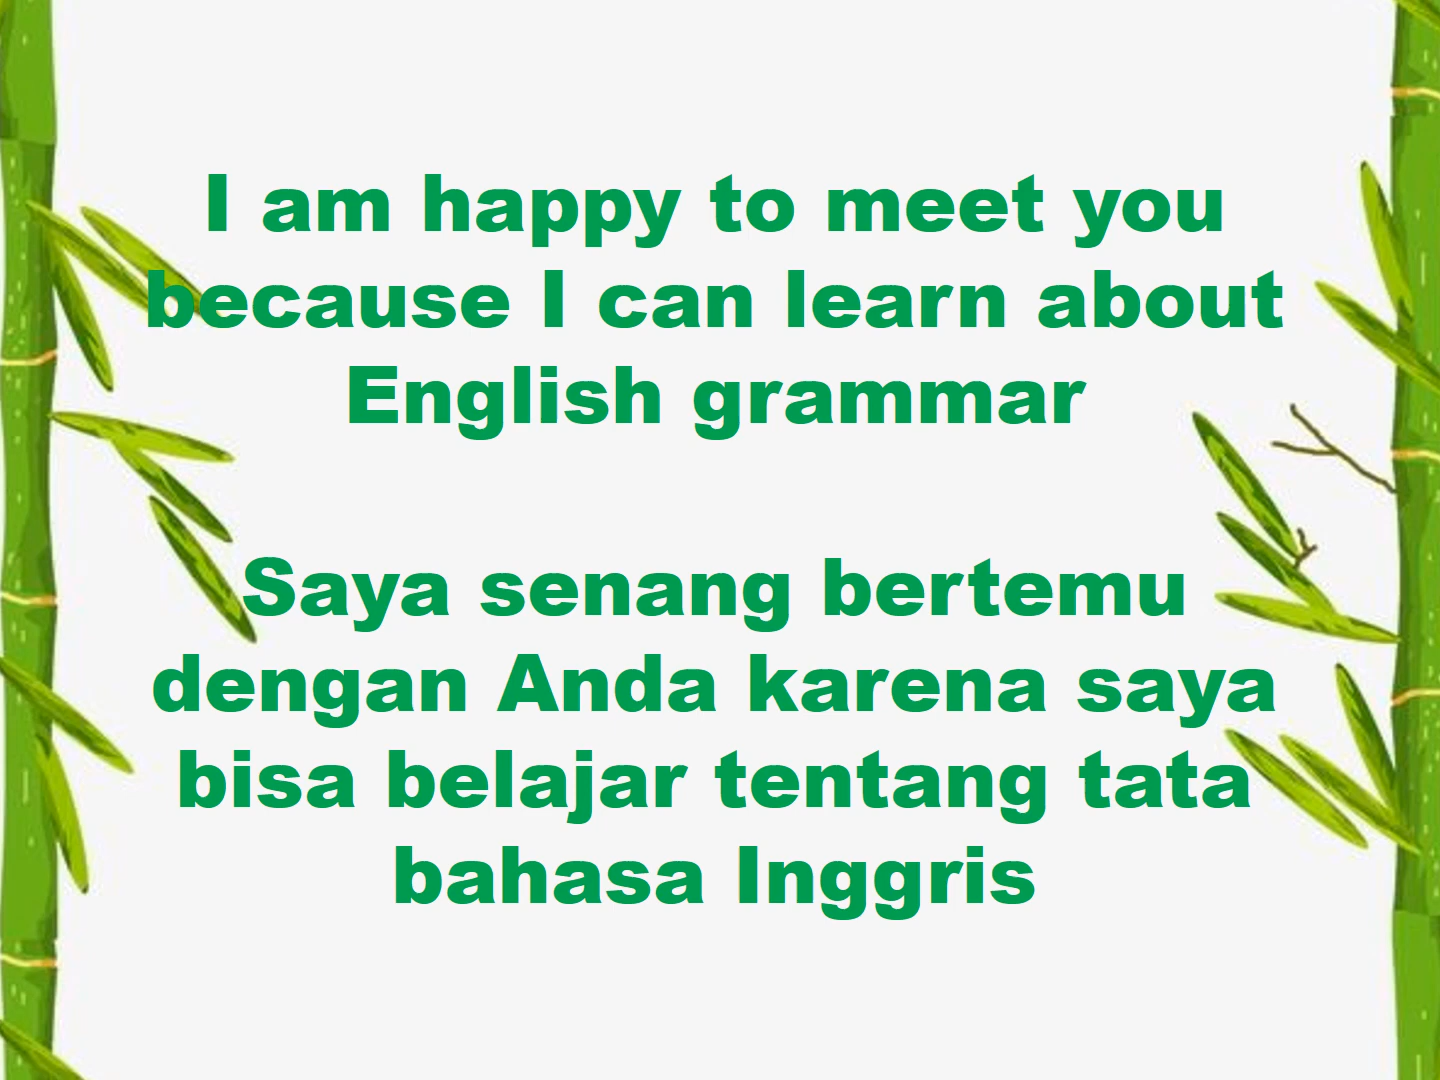 I am happy to meet you
because I can learn about
English grammar
Saya senang bertemu
dengan Anda karena saya
bisa belajar tentang tata
bahasa Inggris